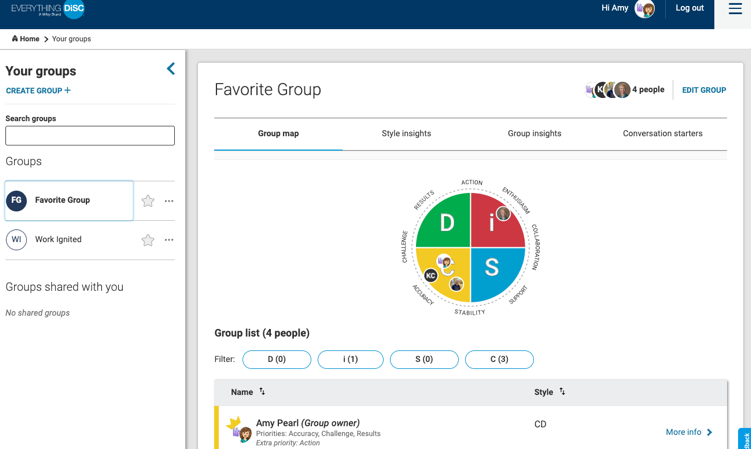 EVERYTHING DiSC
A Wiley Brand
Hi Amy
Log out
Home > Your groups
Your groups
CREATE GROUP +
Search groups
Groups
FG Favorite Group
WI Work Ignited
Groups shared with you
No shared groups
Favorite Group
K
4 people
EDIT GROUP
Group map
Style insights
Group insights
Conversation starters
ACTION
ENTHUSIASM
COLLABORATION
SUPPORT
STABILITY
ACCURACY
CHALLENGE
RESULTS
D i
C S
KC
Group list (4 people)
Filter: D (0) i (1) S (0) C (3)
Name Style
Amy Pearl (Group owner) CD
Priorities: Accuracy, Challenge, Results
Extra priority: Action
More info